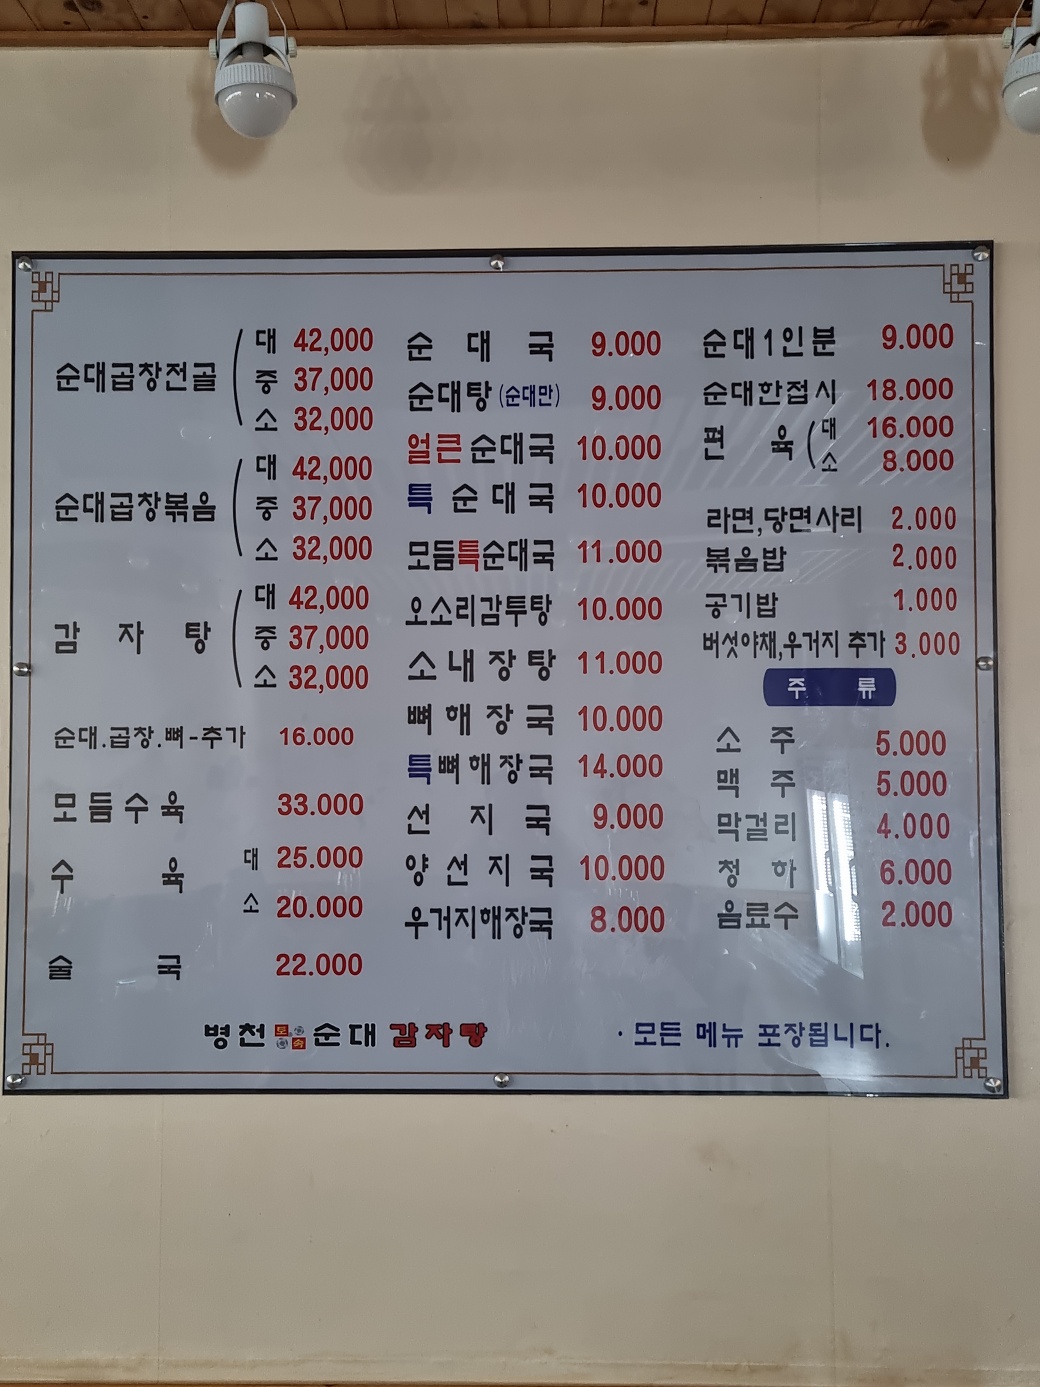 순대곱창전골 대 42,000
중 37,000
소 32,000
순대곱창볶음 대 42,000
중 37,000
소 32,000
감 자 탕 대 42,000
중 37,000
소 32,000
순대.곱창.뼈-추가 16.000
모듬수육 33.000
수 육 대 25.000
소 20.000
술 국 22.000
순 대 국 9.000
순대탕 (순대만) 9.000
얼큰 순대국 10.000
특 순대국 10.000
모듬특순대국 11.000
오소리감투탕 10.000
소내장탕 11.000
뼈해장국 10.000
특뼈해장국 14.000
선 지 국 9.000
양 선 지 국 10.000
우거지해장국 8.000
순대1인분 9.000
순대한접시 18.000
편 육 대 16.000
소 8.000
라면,당면사리 2.000
볶음밥 2.000
공기밥 1.000
버섯야채,우거지 추가 3.000
주 류
소 주 5.000
맥 주 5.000
막걸리 4.000
청 하 6.000
음료수 2.000
병천 토속 순대 감자탕
· 모든 메뉴 포장됩니다.